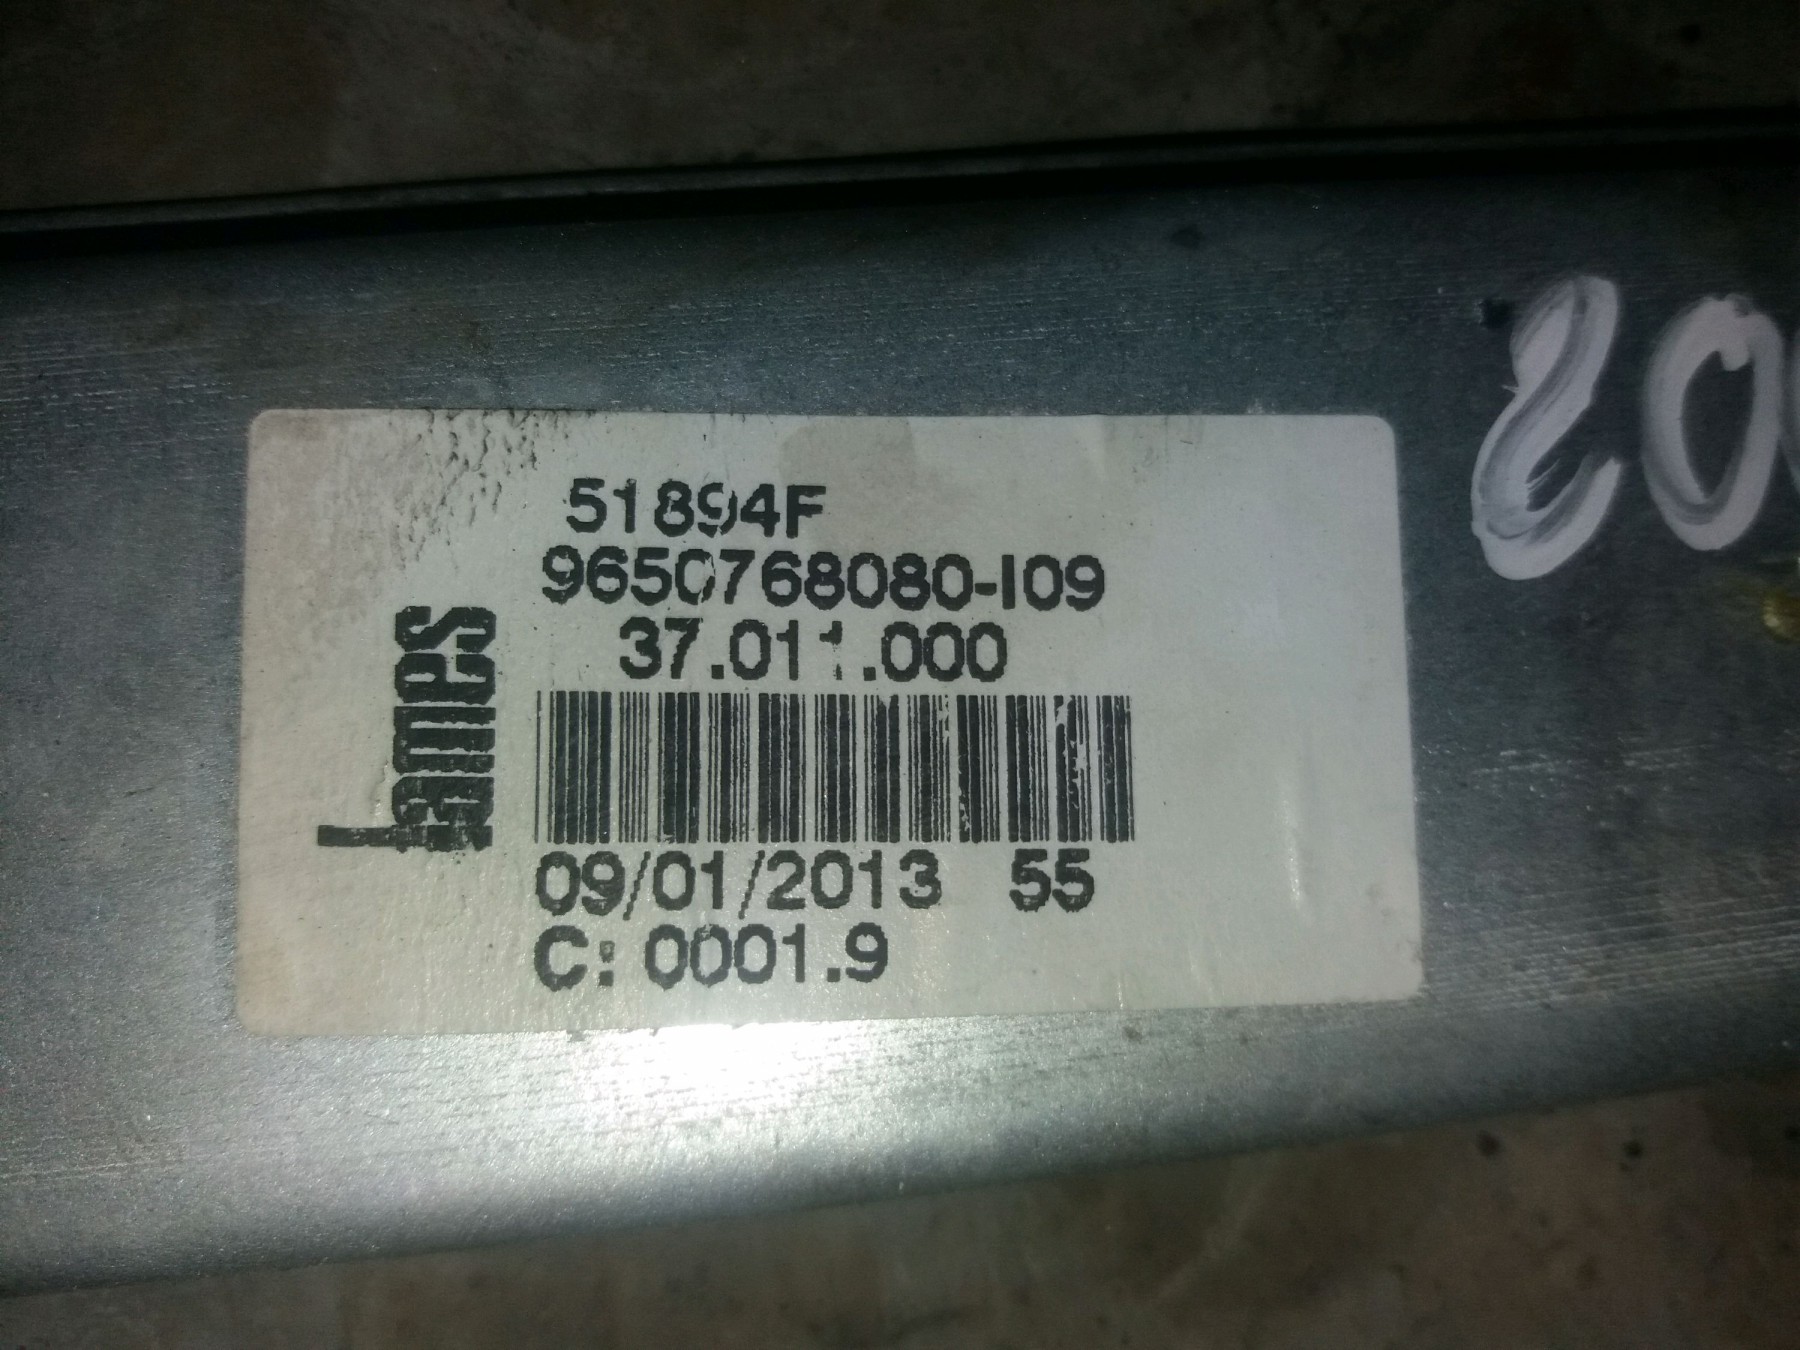 51894F
9650768080-I09
37.011.000
Lames
09/01/2013 55
C: 0001.9